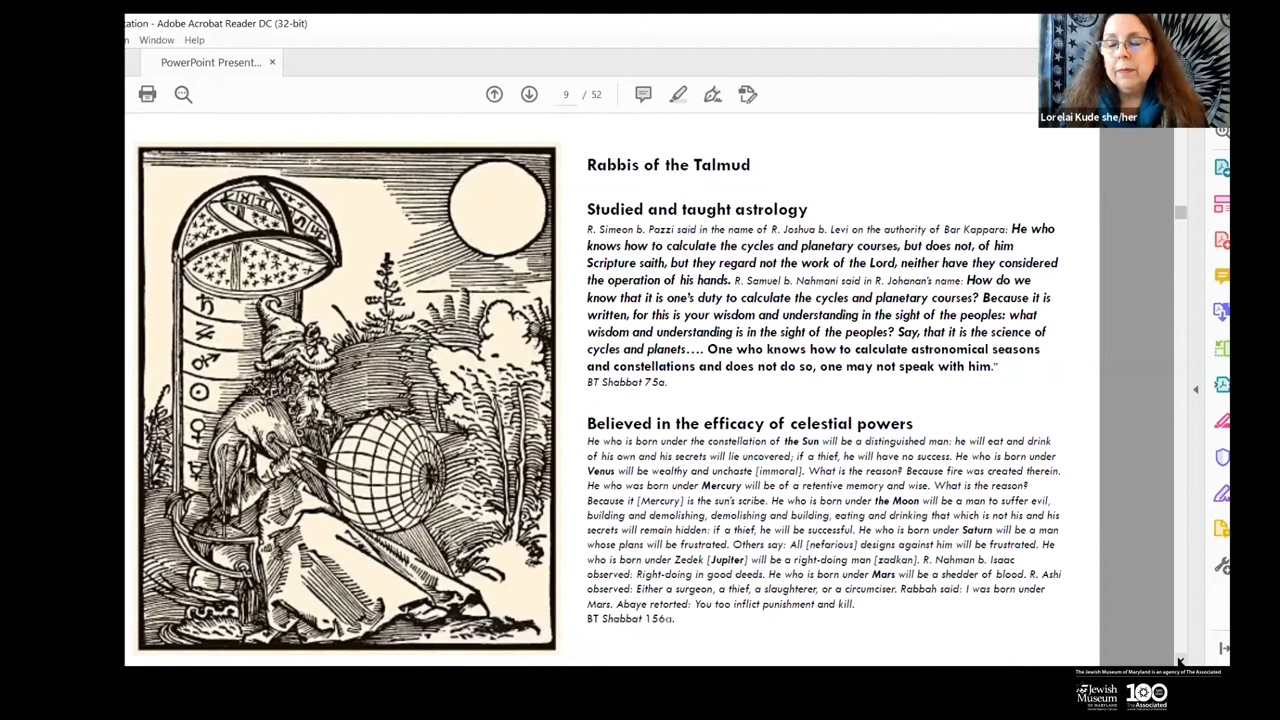 tation - Adobe Acrobat Reader DC (32-bit)
n Window Help
PowerPoint Present... ×
9 / 52
Lorelai Kude she/her
Rabbis of the Talmud
Studied and taught astrology
R. Simeon b. Pazzi said in the name of R. Joshua b. Levi on the authority of Bar Kappara: He who
knows how to calculate the cycles and planetary courses, but does not, of him
Scripture saith, but they regard not the work of the Lord, neither have they considered
the operation of his hands. R. Samuel b. Nahmani said in R. Johanan's name: How do we
know that it is one's duty to calculate the cycles and planetary courses? Because it is
written, for this is your wisdom and understanding in the sight of the peoples: what
wisdom and understanding is in the sight of the peoples? Say, that it is the science of
cycles and planets.... One who knows how to calculate astronomical seasons
and constellations and does not do so, one may not speak with him."
BT Shabbat 75a.
Believed in the efficacy of celestial powers
He who is born under the constellation of the Sun will be a distinguished man: he will eat and drink
of his own and his secrets will lie uncovered; if a thief, he will have no success. He who is born under
Venus will be wealthy and unchaste [immoral]. What is the reason? Because fire was created therein.
He who was born under Mercury will be of a retentive memory and wise. What is the reason?
Because it [Mercury] is the sun's scribe. He who is born under the Moon will be a man to suffer evil,
building and demolishing, demolishing and building, eating and drinking that which is not his and his
secrets will remain hidden: if a thief, he will be successful. He who is born under Saturn will be a man
whose plans will be frustrated. Others say: All [nefarious] designs against him will be frustrated. He
who is born under Zedek [Jupiter] will be a right-doing man [zadkan]. R. Nahman b. Isaac
observed: Right-doing in good deeds. He who is born under Mars will be a shedder of blood. R. Ashi
observed: Either a surgeon, a thief, a slaughterer, or a circumciser. Rabbah said: I was born under
Mars. Abaye retorted: You too inflict punishment and kill.
BT Shabbat 156a.
The Jewish Museum of Maryland is an agency of The Associated
Jewish Museum OF MARYLAND
100 The Associated